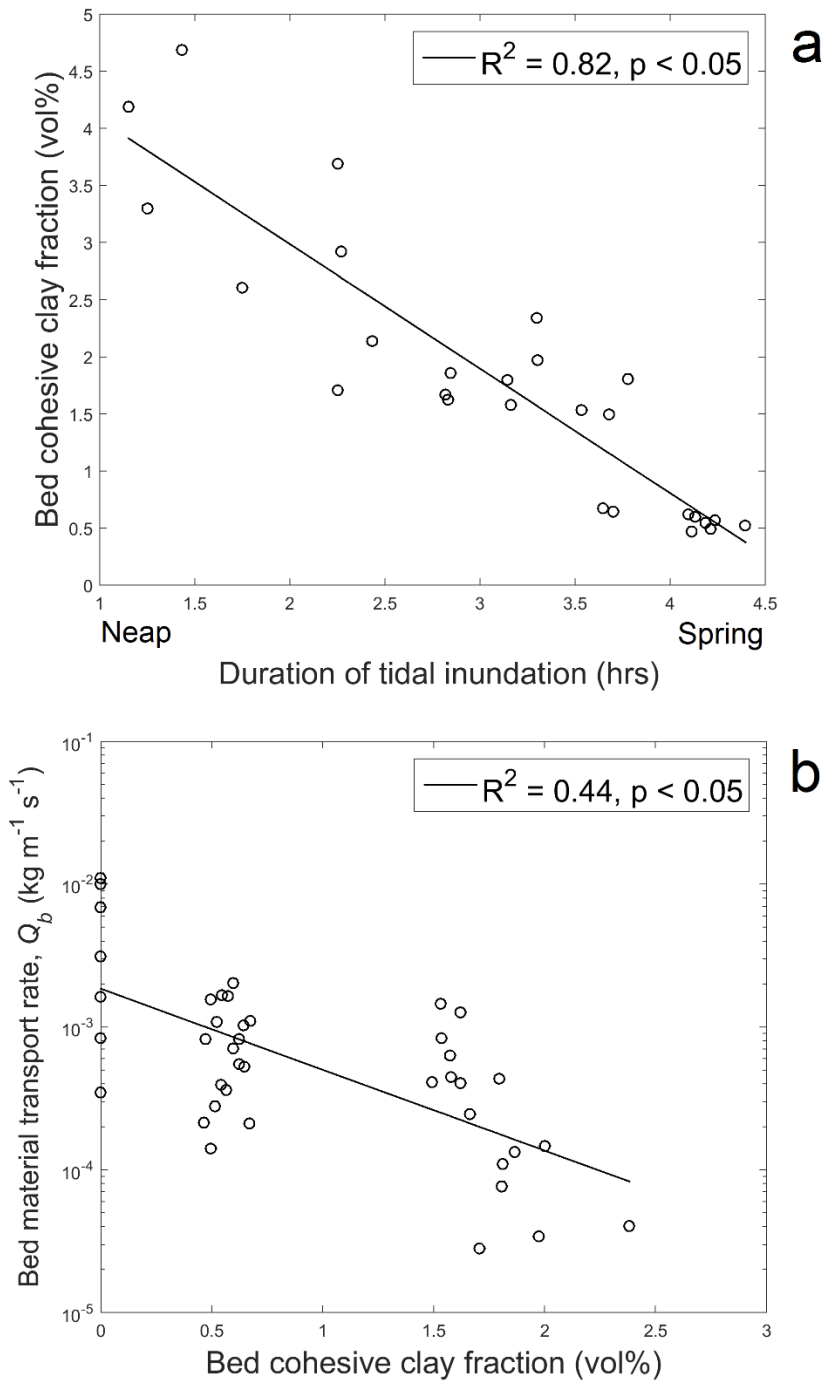 a
R² = 0.82, p < 0.05
Bed cohesive clay fraction (vol%)
5
4.5
4
3.5
3
2.5
2
1.5
1
0.5
0
1 1.5 2 2.5 3 3.5 4 4.5
Neap Spring
Duration of tidal inundation (hrs)
b
R² = 0.44, p < 0.05
Bed material transport rate, Q_b (kg m⁻¹ s⁻¹)
10⁻¹
10⁻²
10⁻³
10⁻⁴
10⁻⁵
0 0.5 1 1.5 2 2.5 3
Bed cohesive clay fraction (vol%)